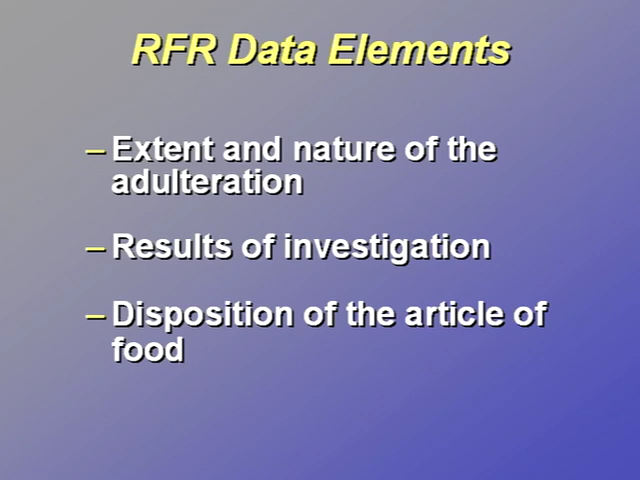 RFR Data Elements
– Extent and nature of the
adulteration
– Results of investigation
– Disposition of the article of
food